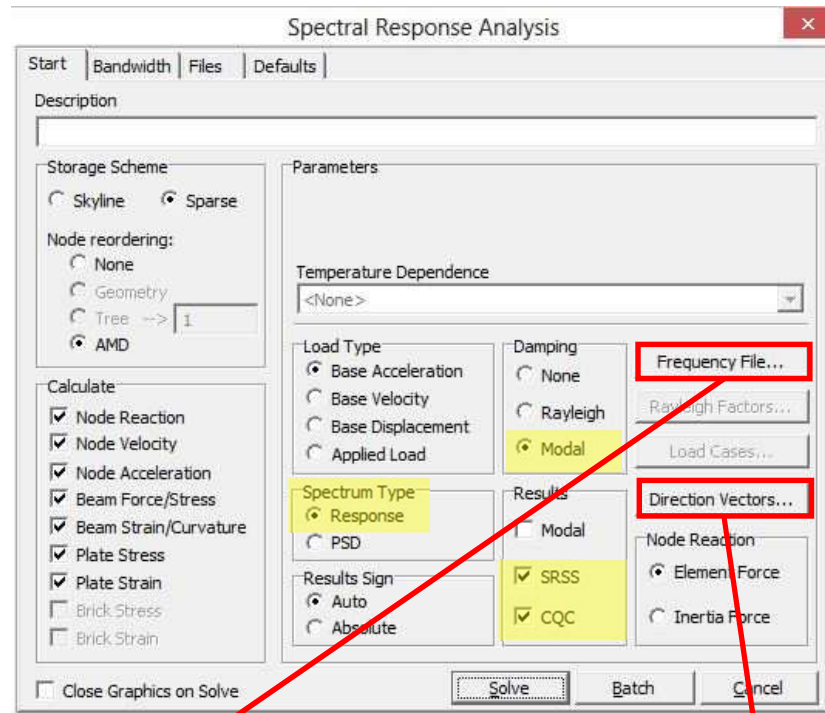 Spectral Response Analysis
Start Bandwidth Files Defaults
Description
Storage Scheme
Skyline Sparse
Node reordering:
None
Geometry
Tree --> 1
AMD
Calculate
Node Reaction
Node Velocity
Node Acceleration
Beam Force/Stress
Beam Strain/Curvature
Plate Stress
Plate Strain
Brick Stress
Brick Strain
Parameters
Temperature Dependence
<None>
Load Type
Base Acceleration
Base Velocity
Base Displacement
Applied Load
Damping
None
Rayleigh
Modal
Frequency File...
Rayleigh Factors...
Load Cases...
Direction Vectors...
Spectrum Type
Response
PSD
Results Sign
Auto
Absolute
Results
Modal
SRSS
CQC
Node Reaction
Element Force
Inertia Force
Close Graphics on Solve
Solve Batch Cancel